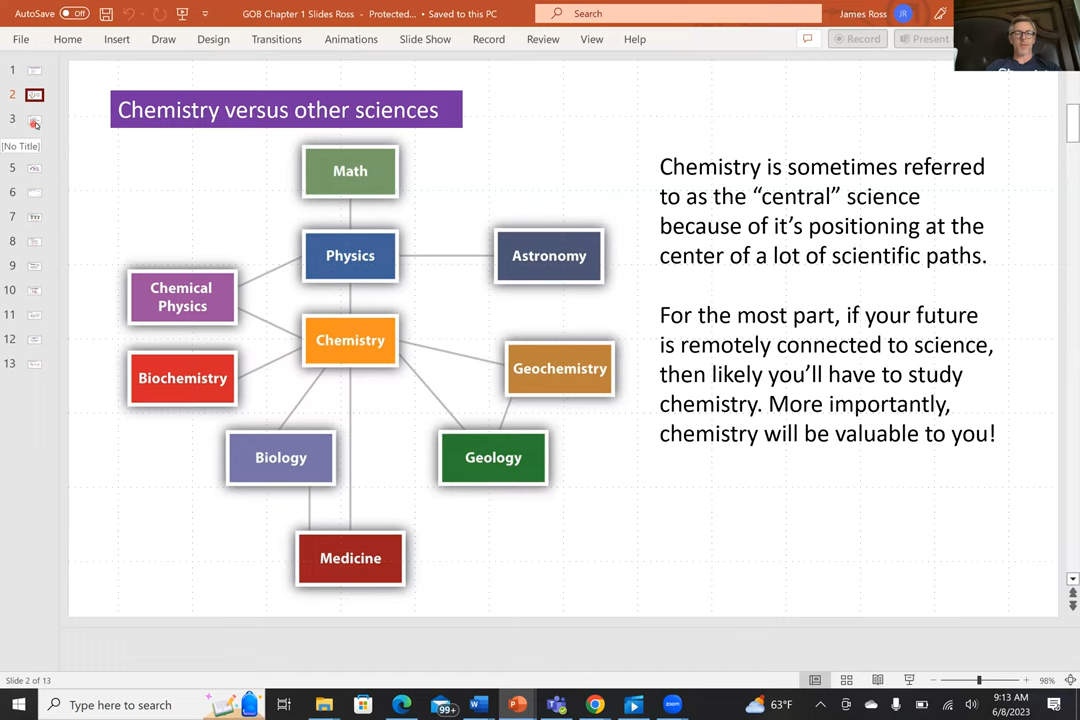 AutoSave Off GOB Chapter 1 Slides Ross - Protected... • Saved to this PC Search James Ross JR
File Home Insert Draw Design Transitions Animations Slide Show Record Review View Help Record Present
1
2
3
[No Title]
5
6
7
8
9
10
11
12
13
Chemistry versus other sciences
Math
Physics
Astronomy
Chemical
Physics
Chemistry
Geochemistry
Biochemistry
Biology
Geology
Medicine
Chemistry is sometimes referred
to as the “central” science
because of it’s positioning at the
center of a lot of scientific paths.
For the most part, if your future
is remotely connected to science,
then likely you’ll have to study
chemistry. More importantly,
chemistry will be valuable to you!
Slide 2 of 13 98%
Type here to search 99+ zoom 63°F 9:13 AM
6/8/2023